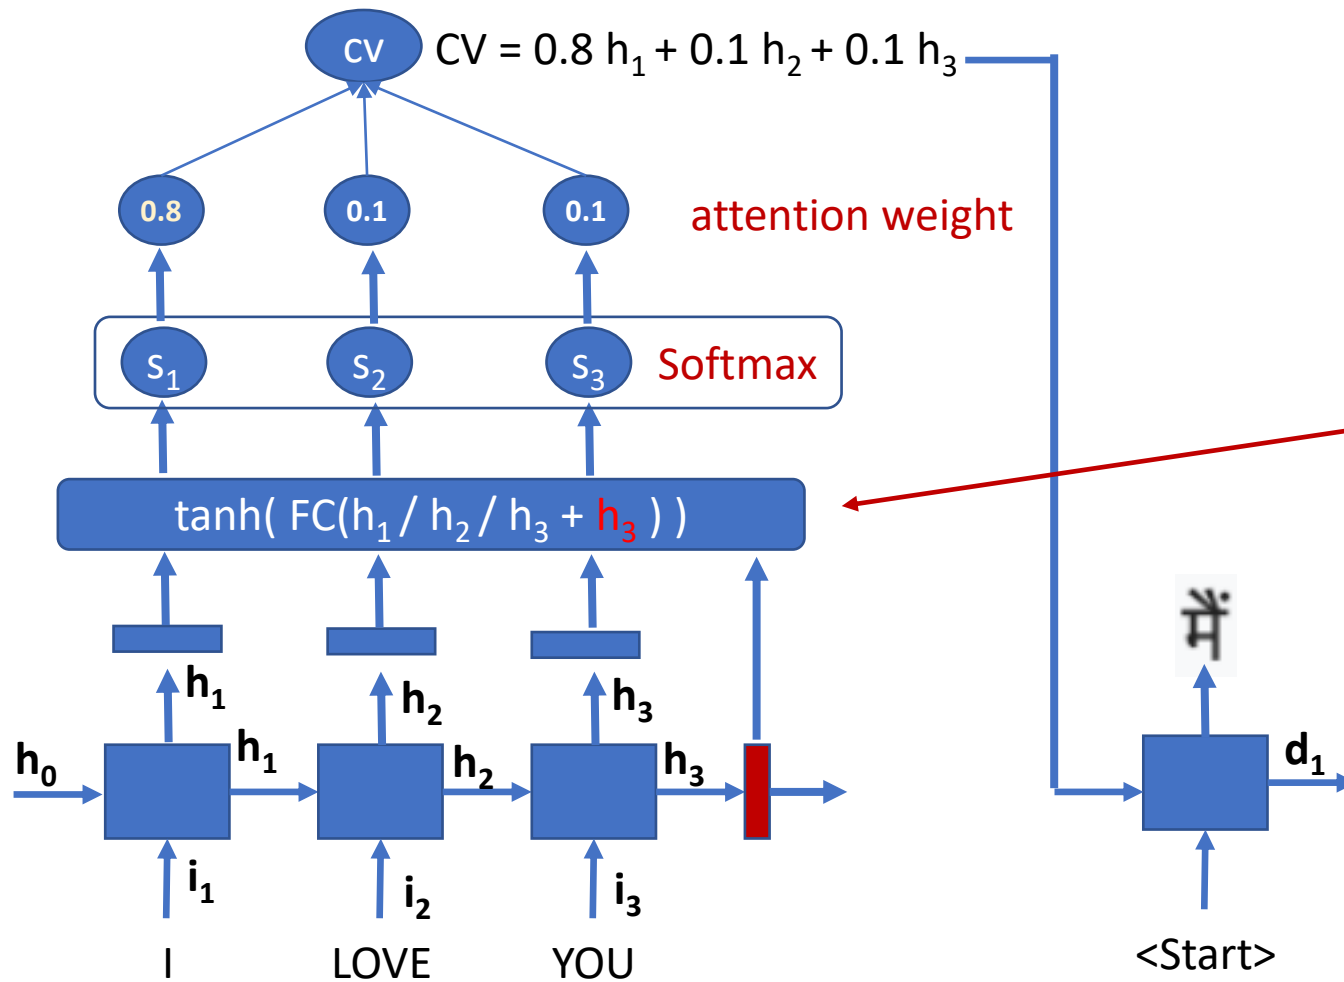 cv CV = 0.8 h₁ + 0.1 h₂ + 0.1 h₃
0.8 0.1 0.1 attention weight
s₁ s₂ s₃ Softmax
tanh( FC(h₁ / h₂ / h₃ + h₃ ) )
मैं
h₁ h₂ h₃
h₀ h₁ h₂ h₃ d₁
i₁ i₂ i₃
I LOVE YOU <Start>